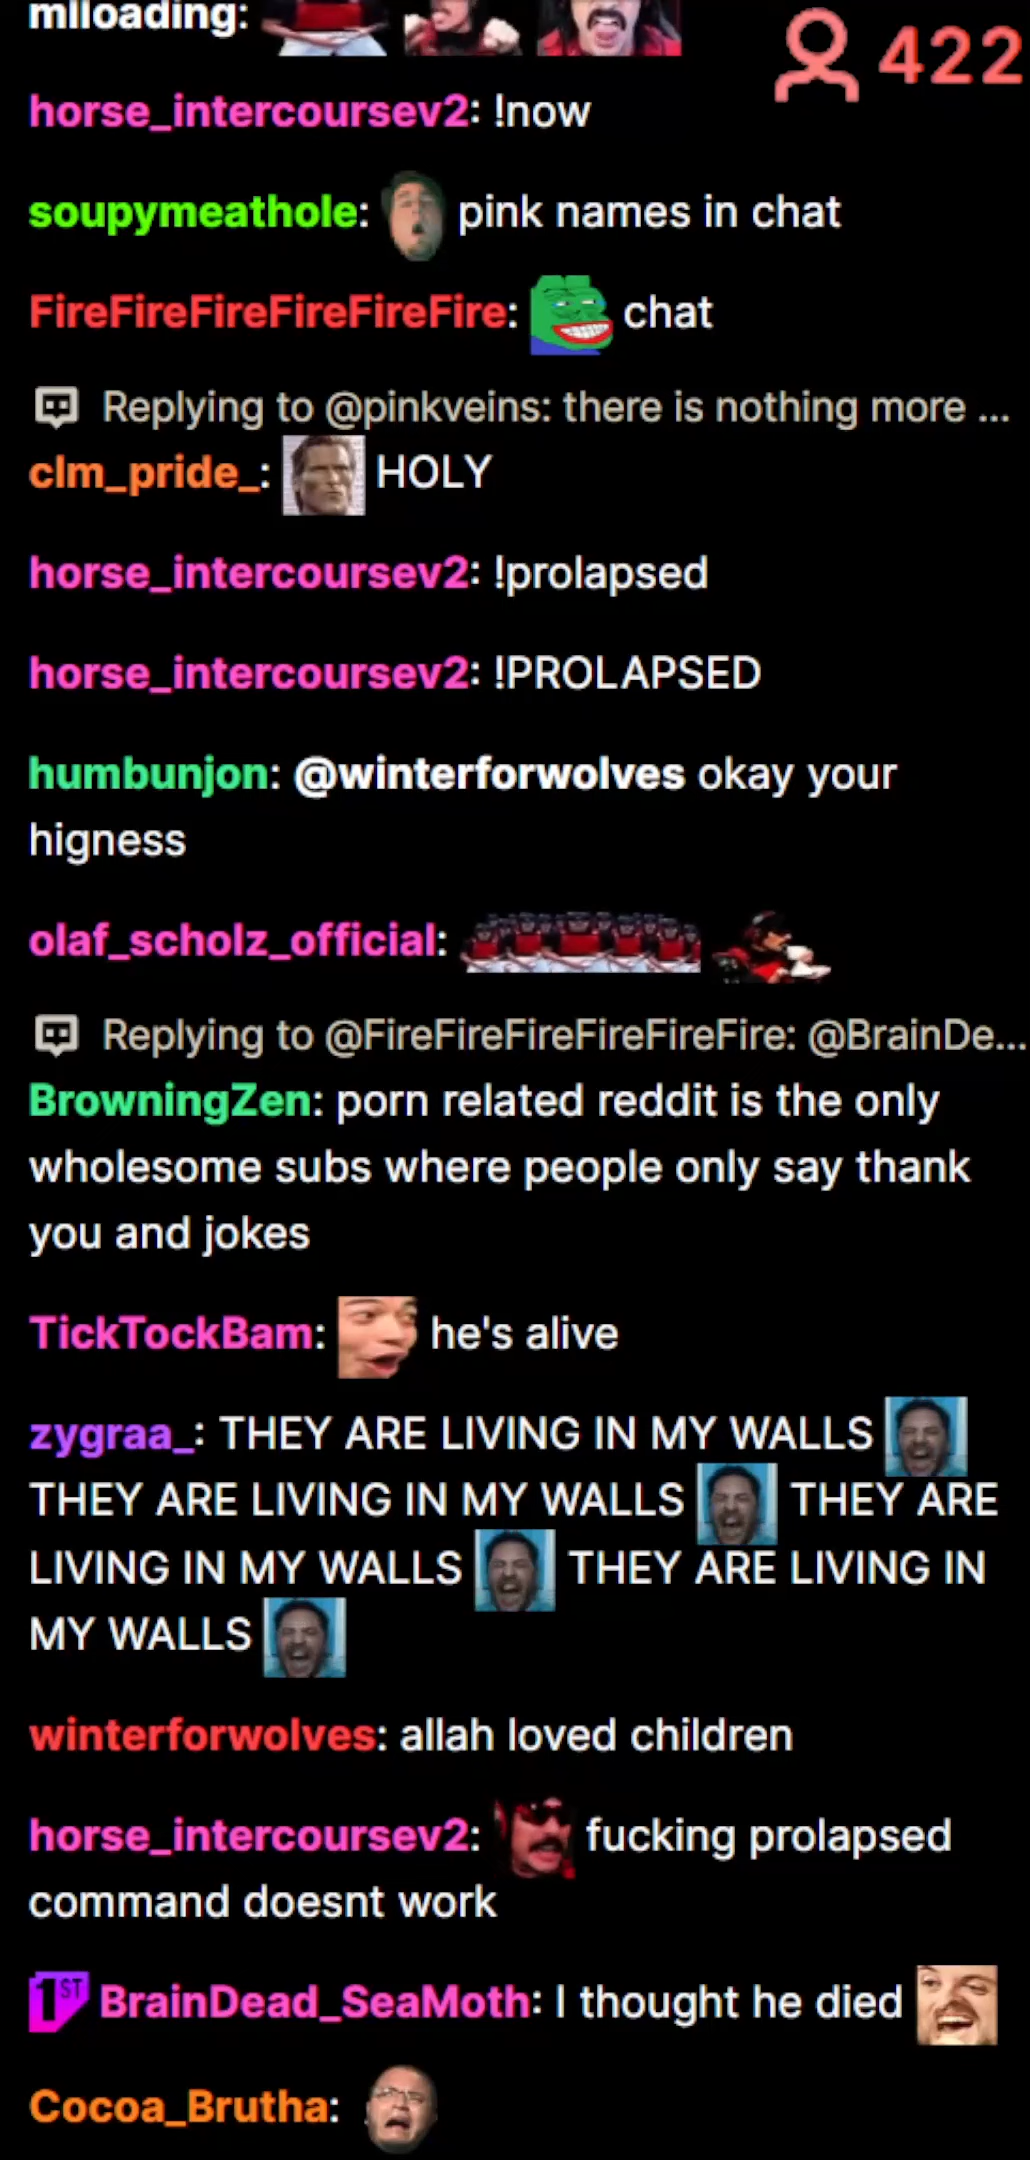 mlloading:
422
horse_intercoursev2: !now
soupymeathole: pink names in chat
FireFireFireFireFireFire: chat
Replying to @pinkveins: there is nothing more ...
clm_pride_: HOLY
horse_intercoursev2: !prolapsed
horse_intercoursev2: !PROLAPSED
humbunjon: @winterforwolves okay your
higness
olaf_scholz_official:
Replying to @FireFireFireFireFireFire: @BrainDe...
BrowningZen: porn related reddit is the only
wholesome subs where people only say thank
you and jokes
TickTockBam: he's alive
zygraa_: THEY ARE LIVING IN MY WALLS
THEY ARE LIVING IN MY WALLS THEY ARE
LIVING IN MY WALLS THEY ARE LIVING IN
MY WALLS
winterforwolves: allah loved children
horse_intercoursev2: fucking prolapsed
command doesnt work
1ST BrainDead_SeaMoth: I thought he died
Cocoa_Brutha: